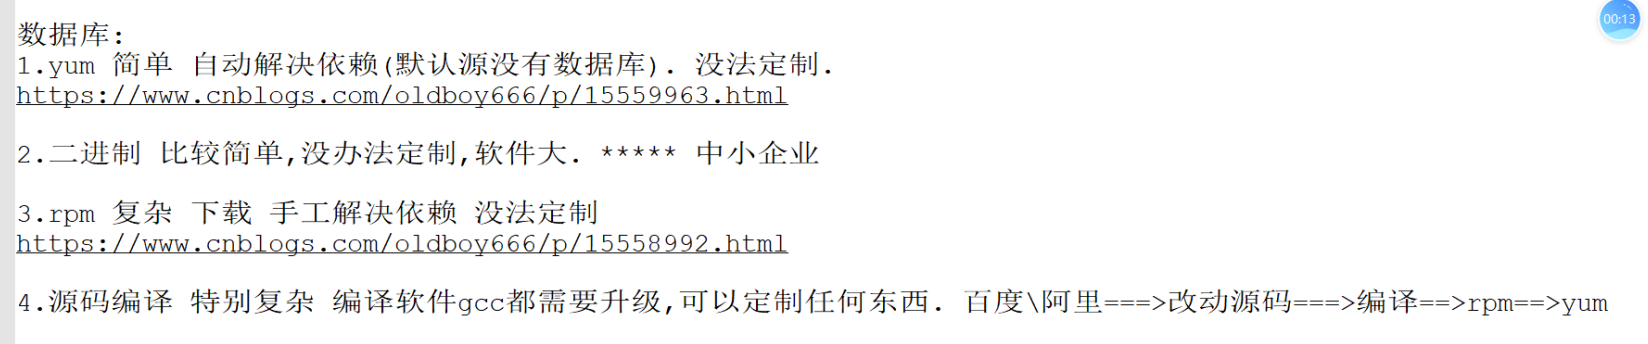 00:13
数据库:
1.yum 简单 自动解决依赖(默认源没有数据库). 没法定制.
https://www.cnblogs.com/oldboy666/p/15559963.html
2.二进制 比较简单,没办法定制,软件大. ***** 中小企业
3.rpm 复杂 下载 手工解决依赖 没法定制
https://www.cnblogs.com/oldboy666/p/15558992.html
4.源码编译 特别复杂 编译软件gcc都需要升级,可以定制任何东西. 百度\阿里===>改动源码===>编译==>rpm==>yum